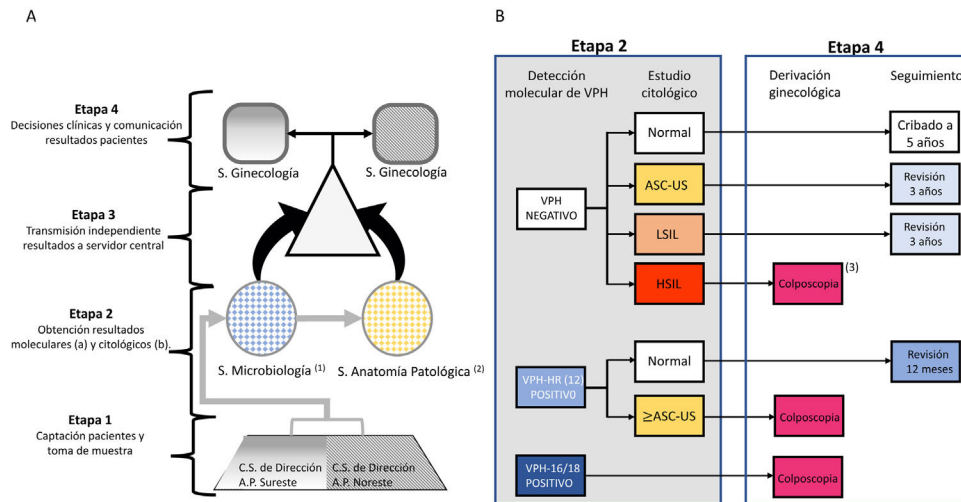 A
Etapa 4
Decisiones clínicas y comunicación
resultados pacientes
S. Ginecología
S. Ginecología
Etapa 3
Transmisión independiente
resultados a servidor central
Etapa 2
Obtención resultados
moleculares (a) y citológicos (b).
S. Microbiología (1)
S. Anatomía Patológica (2)
Etapa 1
Captación pacientes y
toma de muestra
C.S. de Dirección
A.P. Sureste
C.S. de Dirección
A.P. Noreste
B
Etapa 2
Etapa 4
Detección
molecular de VPH
Estudio
citológico
Derivación
ginecológica
Seguimiento
VPH
NEGATIVO
Normal
Cribado a
5 años
ASC-US
Revisión
3 años
LSIL
Revisión
3 años
HSIL
Colposcopia
(3)
VPH-HR (12)
POSITIVO
Normal
Revisión
12 meses
≥ASC-US
Colposcopia
VPH-16/18
POSITIVO
Colposcopia